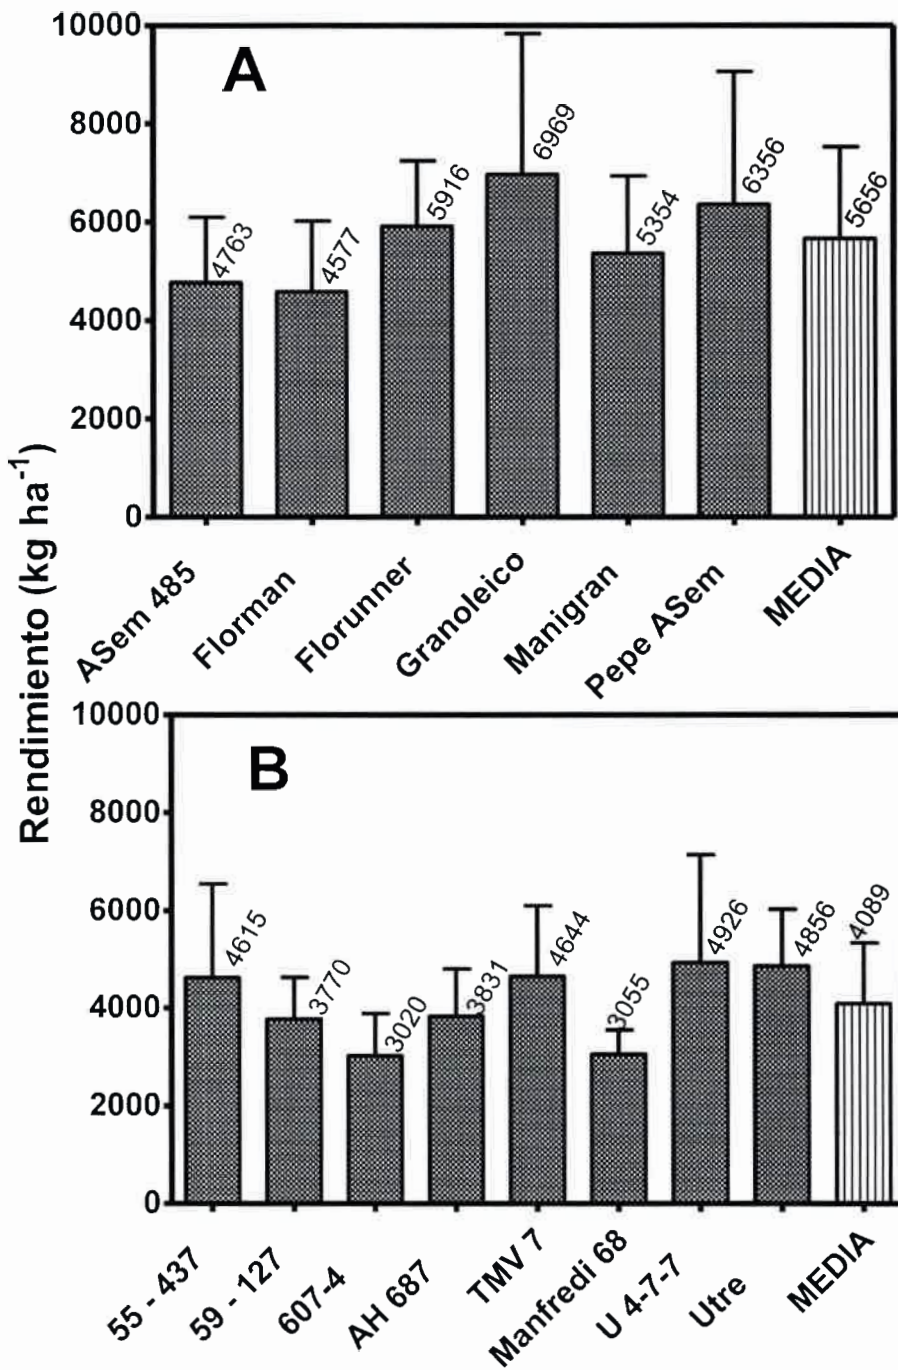 Rendimiento (kg ha-1)
A
10000
8000
6000
4000
2000
0
4763
4577
5916
6969
5354
6356
5656
ASem 485
Florman
Florunner
Granoleico
Manigran
Pepe ASem
MEDIA
B
10000
8000
6000
4000
2000
0
4615
3770
3020
3831
4644
3055
4926
4856
4089
55 - 437
59 - 127
607-4
AH 687
TMV 7
Manfredi 68
U 4-7-7
Utre
MEDIA